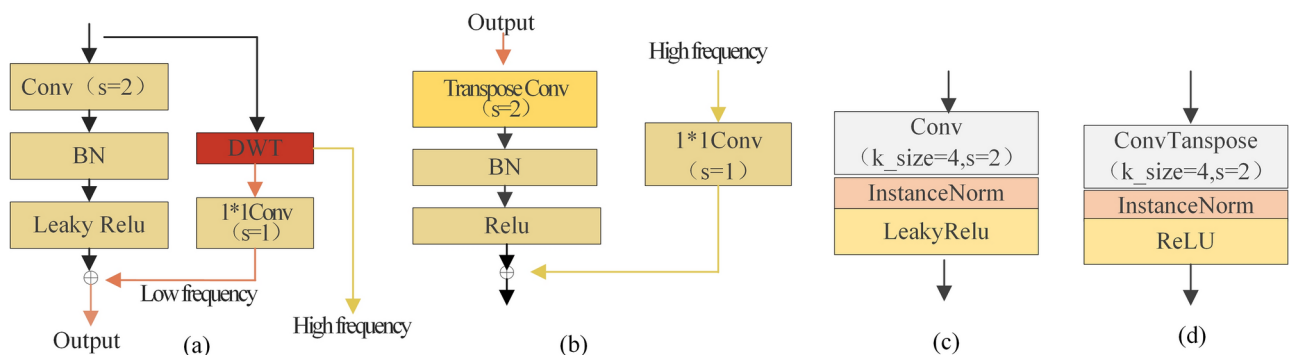 Conv（s=2）
BN
Leaky Relu
DWT
1*1Conv
(s=1)
Low frequency
High frequency
Output
(a)
Output
Transpose Conv
(s=2)
BN
Relu
High frequency
1*1Conv
（s=1）
(b)
Conv
（k_size=4,s=2）
InstanceNorm
LeakyRelu
(c)
ConvTanspose
（k_size=4,s=2）
InstanceNorm
ReLU
(d)